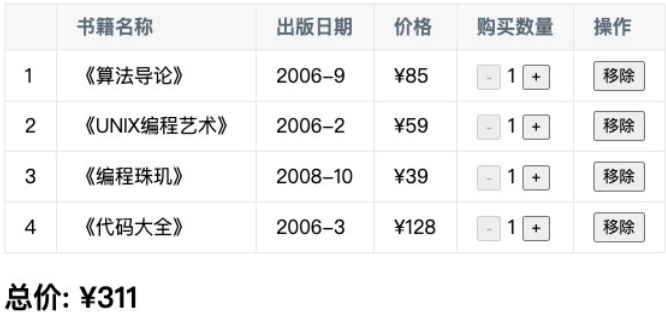 书籍名称 出版日期 价格 购买数量 操作
1 《算法导论》 2006-9 ¥85 - 1 + 移除
2 《UNIX编程艺术》 2006-2 ¥59 - 1 + 移除
3 《编程珠玑》 2008-10 ¥39 - 1 + 移除
4 《代码大全》 2006-3 ¥128 - 1 + 移除
总价: ¥311